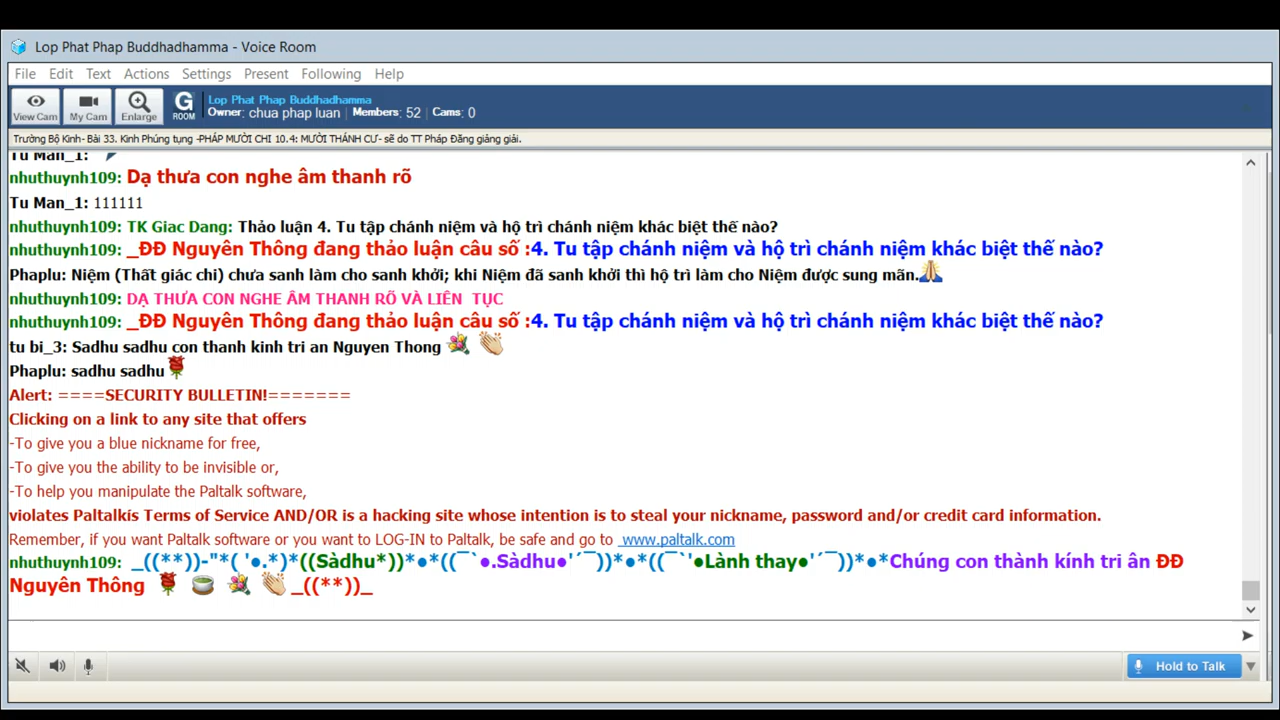 Lop Phat Phap Buddhadhamma - Voice Room
File Edit Text Actions Settings Present Following Help
View Cam My Cam Enlarge G ROOM Lop Phat Phap Buddhadhamma
Owner: chua phap luan | Members: 52 | Cams: 0
Trường Bộ Kinh- Bài 33. Kinh Phúng tụng -PHÁP MƯỜI CHI 10.4: MƯỜI THÁNH CƯ- sẽ do TT Pháp Đăng giảng giải.
Tu Man_1:
nhuthuynh109: Dạ thưa con nghe âm thanh rõ
Tu Man_1: 111111
nhuthuynh109: TK Giac Dang: Thảo luận 4. Tu tập chánh niệm và hộ trì chánh niệm khác biệt thế nào?
nhuthuynh109: _ĐĐ Nguyên Thông đang thảo luận câu số :4. Tu tập chánh niệm và hộ trì chánh niệm khác biệt thế nào?
Phaplu: Niệm (Thất giác chi) chưa sanh làm cho sanh khởi; khi Niệm đã sanh khởi thì hộ trì làm cho Niệm được sung mãn.🙏
nhuthuynh109: DẠ THƯA CON NGHE ÂM THANH RÕ VÀ LIÊN TỤC
nhuthuynh109: _ĐĐ Nguyên Thông đang thảo luận câu số :4. Tu tập chánh niệm và hộ trì chánh niệm khác biệt thế nào?
tu bi_3: Sadhu sadhu con thanh kinh tri an Nguyen Thong 💐 👏
Phaplu: sadhu sadhu🌹
Alert: ====SECURITY BULLETIN!=======
Clicking on a link to any site that offers
-To give you a blue nickname for free,
-To give you the ability to be invisible or,
-To help you manipulate the Paltalk software,
violates Paltalkís Terms of Service AND/OR is a hacking site whose intention is to steal your nickname, password and/or credit card information.
Remember, if you want Paltalk software or you want to LOG-IN to Paltalk, be safe and go to www.paltalk.com
nhuthuynh109: _((**))-"*( '●.*)*((Sàdhu*))*●*((¯`●.Sàdhu●'´¯))*●*((¯`'●Lành thay●'´¯))*●*Chúng con thành kính tri ân ĐĐ
Nguyên Thông 🌹 🍵 💐 👏 _((**))_
Hold to Talk